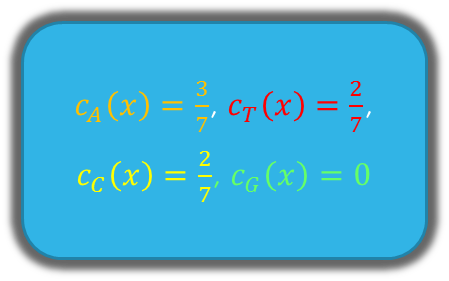 c_A(x) = 3/7, c_T(x) = 2/7,
c_C(x) = 2/7, c_G(x) = 0